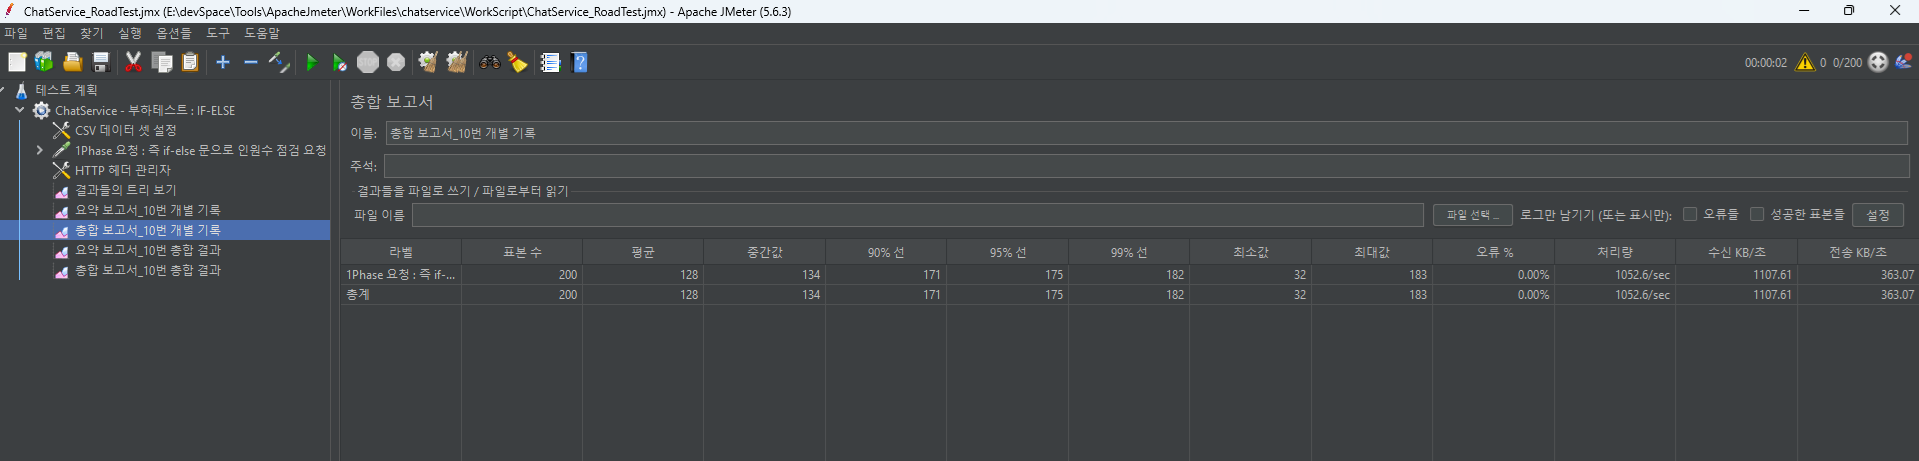 ChatService_RoadTest.jmx (E:\devSpace\Tools\ApacheJmeter\WorkFiles\chatservice\WorkScript\ChatService_RoadTest.jmx) - Apache JMeter (5.6.3)
파일 편집 찾기 실행 옵션들 도구 도움말
STOP
00:00:02 0 0/200
테스트 계획
ChatService - 부하테스트 : IF-ELSE
CSV 데이터 셋 설정
1Phase 요청 : 즉 if-else 문으로 인원수 점검 요청
HTTP 헤더 관리자
결과들의 트리 보기
요약 보고서_10번 개별 기록
총합 보고서_10번 개별 기록
요약 보고서_10번 총합 결과
총합 보고서_10번 총합 결과
총합 보고서
이름: 총합 보고서_10번 개별 기록
주석:
결과들을 파일로 쓰기 / 파일로부터 읽기
파일 이름 파일 선택 ... 로그만 남기기 (또는 표시만): 오류들 성공한 표본들 설정
라벨 표본 수 평균 중간값 90% 선 95% 선 99% 선 최소값 최대값 오류 % 처리량 수신 KB/초 전송 KB/초
1Phase 요청 : 즉 if-... 200 128 134 171 175 182 32 183 0.00% 1052.6/sec 1107.61 363.07
총계 200 128 134 171 175 182 32 183 0.00% 1052.6/sec 1107.61 363.07